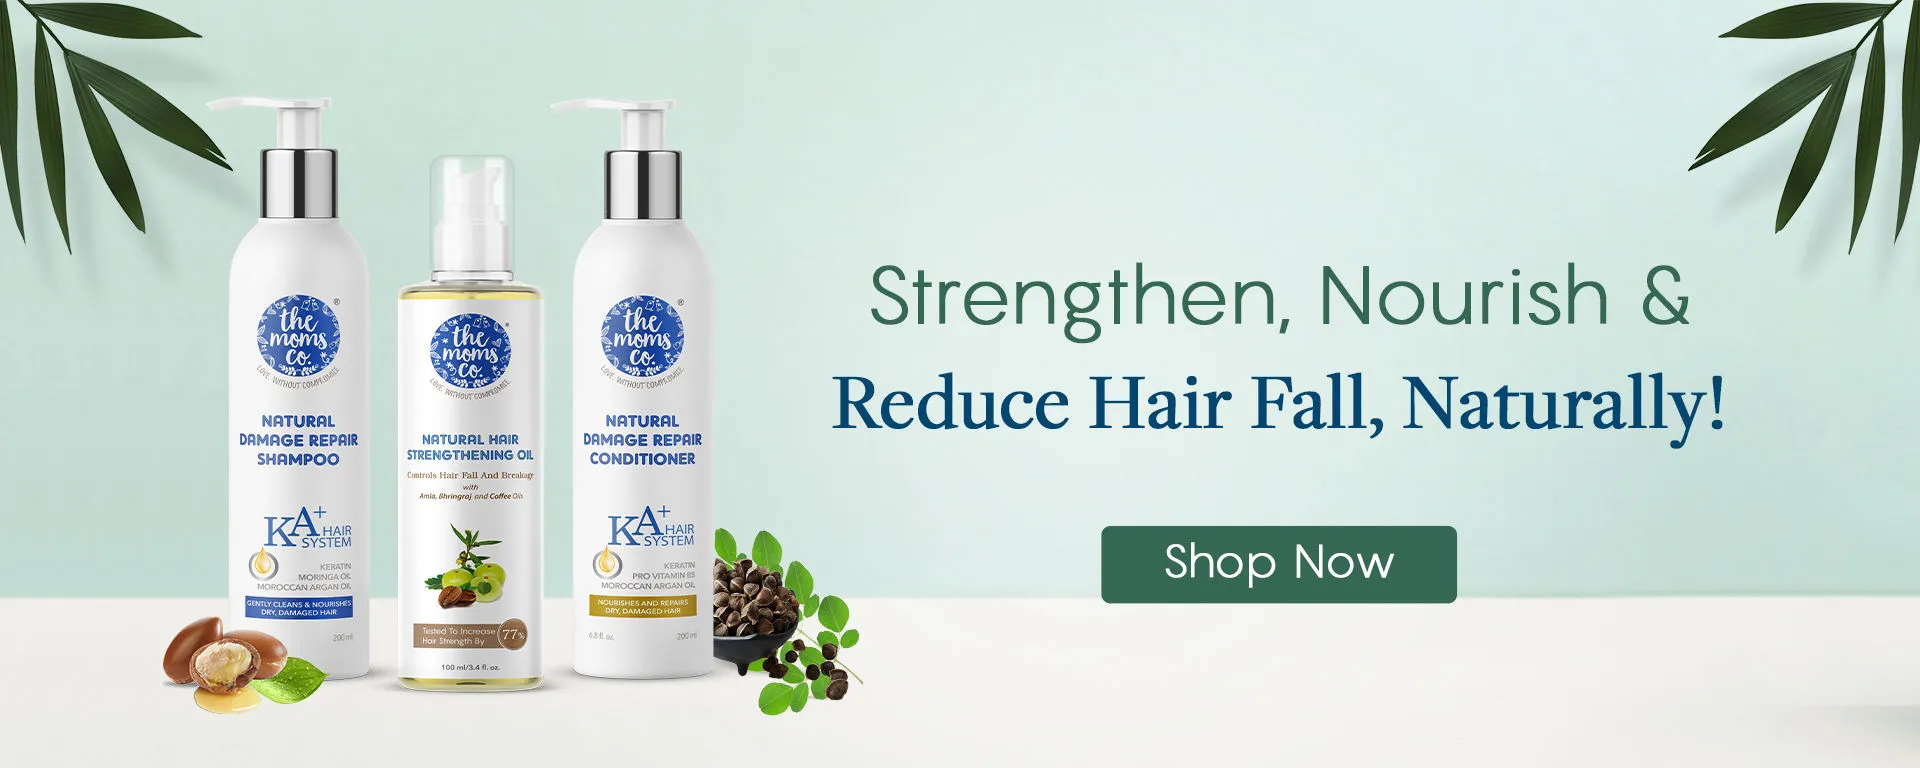 the
moms
co.
LOVE WITHOUT COMPROMISE
®
NATURAL
DAMAGE REPAIR
SHAMPOO
KA+ HAIR
SYSTEM
KERATIN
MORINGA OIL
MOROCCAN ARGAN OIL
GENTLY CLEANS & NOURISHES
DRY, DAMAGED HAIR
200 ml
the
moms
co.
LOVE WITHOUT COMPROMISE
®
NATURAL HAIR
STRENGTHENING OIL
Controls Hair Fall And Breakage
with
Amla, Bhringraj and Coffee Oils
Tested To Increase
Hair Strength By 77%
100 ml/3.4 fl. oz.
the
moms
co.
LOVE WITHOUT COMPROMISE
®
NATURAL
DAMAGE REPAIR
CONDITIONER
KA+ HAIR
SYSTEM
KERATIN
PRO VITAMIN B5
MOROCCAN ARGAN OIL
NOURISHES AND REPAIRS
DRY, DAMAGED HAIR
6.8 fl. oz. 200 ml
Strengthen, Nourish &
Reduce Hair Fall, Naturally!
Shop Now